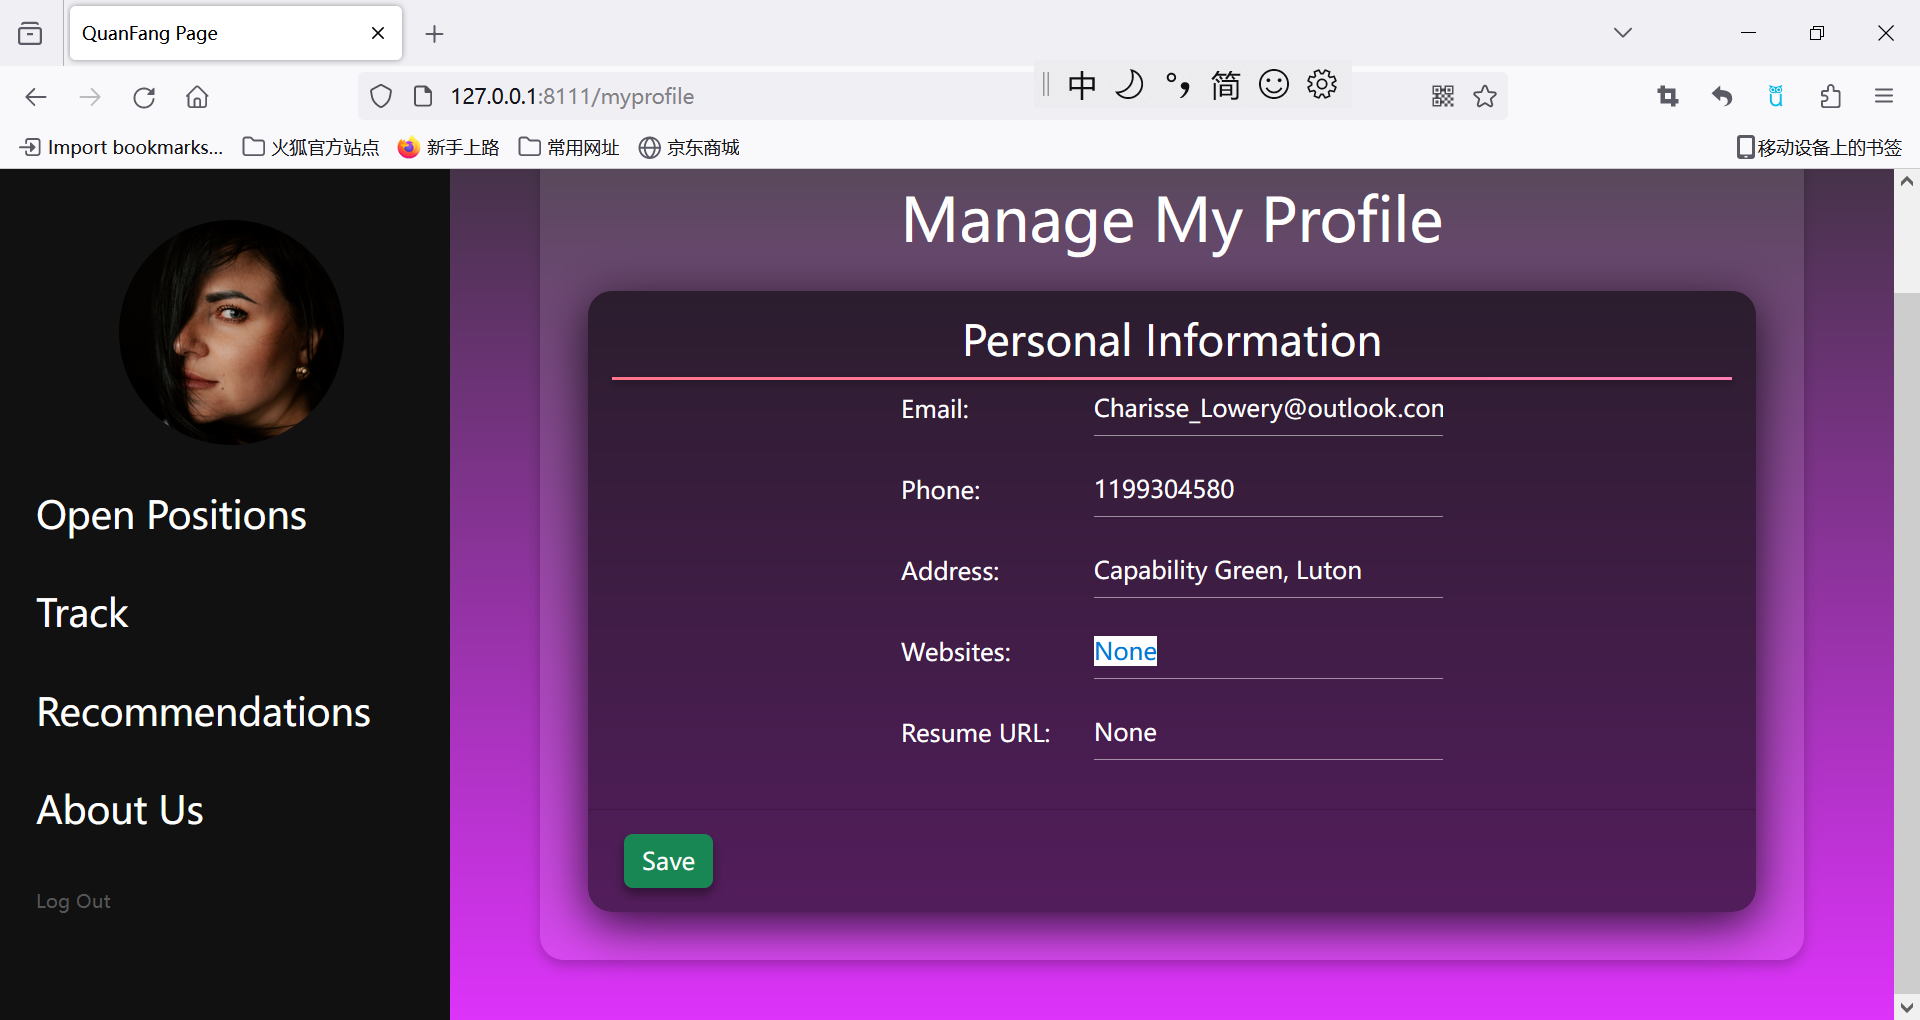 QuanFang Page
127.0.0.1:8111/myprofile
中 简
Import bookmarks... 火狐官方站点 新手上路 常用网址 京东商城 移动设备上的书签
Manage My Profile
Personal Information
Email: Charisse_Lowery@outlook.con
Phone: 1199304580
Address: Capability Green, Luton
Websites: None
Resume URL: None
Save
Open Positions
Track
Recommendations
About Us
Log Out